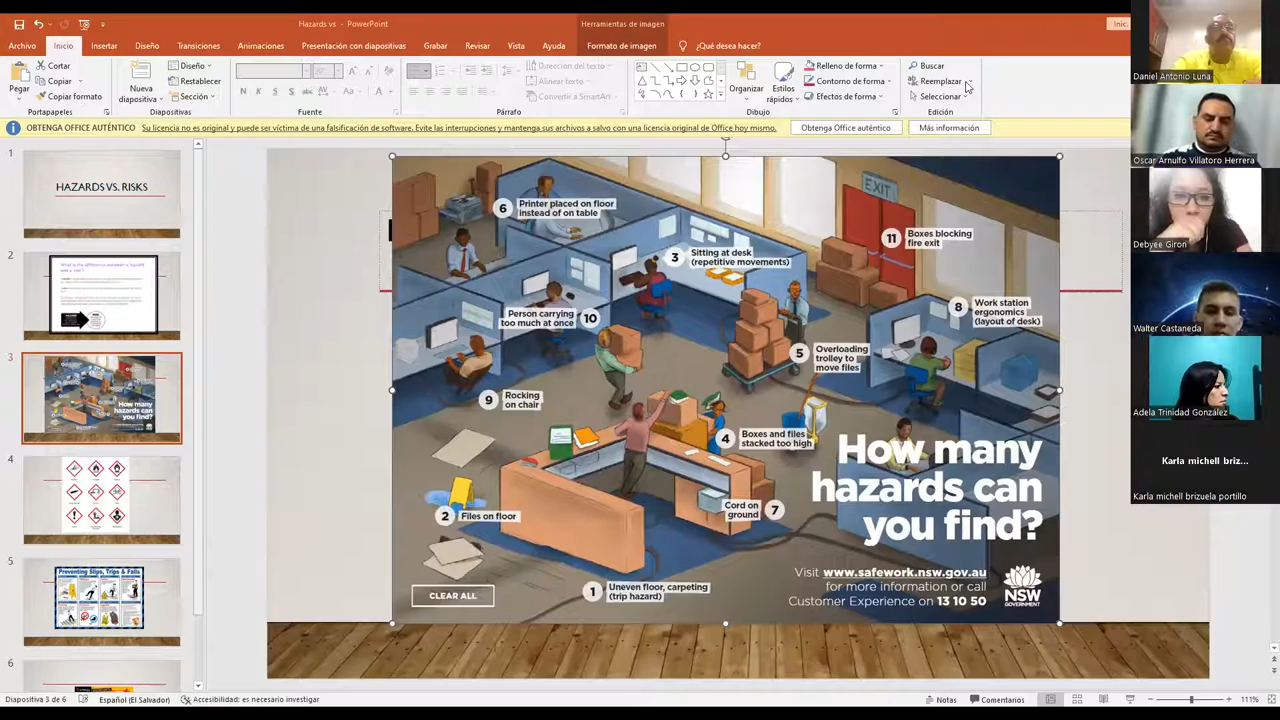 Hazards vs - PowerPoint
Herramientas de imagen
Inic.
Archivo
Inicio
Insertar
Diseño
Transiciones
Animaciones
Presentación con diapositivas
Grabar
Revisar
Vista
Ayuda
Formato de imagen
¿Qué desea hacer?
Pegar
Cortar
Copiar
Copiar formato
Portapapeles
Nueva
diapositiva
Diseño
Restablecer
Sección
Diapositivas
N
K
S
Fuente
Dirección de texto
Alinear texto
Convertir a SmartArt
Párrafo
Organizar
Estilos
rápidos
Relleno de forma
Contorno de forma
Efectos de forma
Dibujo
Buscar
Reemplazar
Seleccionar
Edición
OBTENGA OFFICE AUTÉNTICO
Su licencia no es original y puede ser víctima de una falsificación de software. Evite las interrupciones y mantenga sus archivos a salvo con una licencia original de Office hoy mismo.
Obtenga Office auténtico
Más información
1
HAZARDS VS. RISKS
2
3
How many
hazards can
you find?
4
5
Preventing Slips, Trips & Falls
6
EXIT
6 Printer placed on floor
instead of on table
3 Sitting at desk
(repetitive movements)
11 Boxes blocking
fire exit
Person carrying
too much at once 10
8 Work station
ergonomics
(layout of desk)
5 Overloading
trolley to
move files
9 Rocking
on chair
4 Boxes and files
stacked too high
2 Files on floor
Cord on
ground 7
1 Uneven floor, carpeting
(trip hazard)
CLEAR ALL
How many
hazards can
you find?
Visit www.safework.nsw.gov.au
for more information or call
Customer Experience on 13 10 50
NSW
GOVERNMENT
Daniel Antonio Luna
Oscar Arnulfo Villatoro Herrera
Debyee Giron
Walter Castaneda
Adela Trinidad González
Karla michell briz...
Karla michell brizuela portillo
Diapositiva 3 de 6
Español (El Salvador)
Accesibilidad: es necesario investigar
Notas
Comentarios
111%